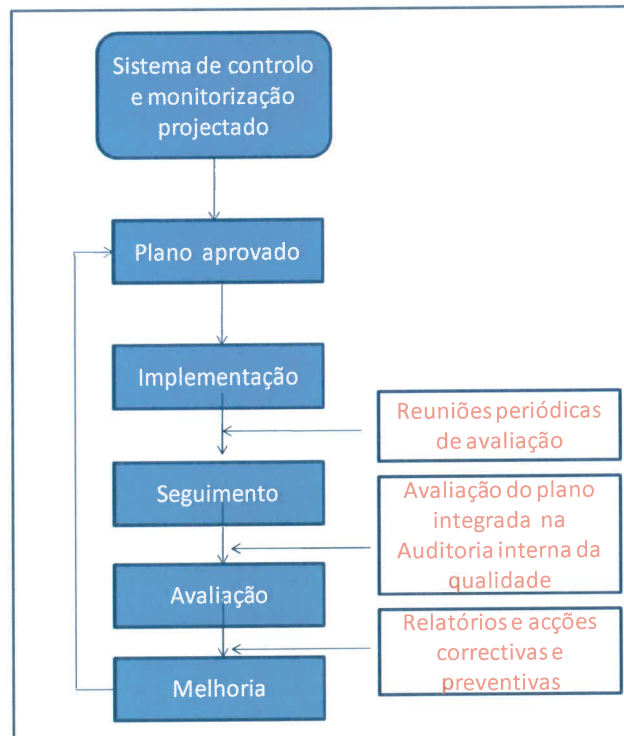 Sistema de controlo
e monitorização
projectado
Plano aprovado
Implementação
Reuniões periódicas
de avaliação
Seguimento
Avaliação do plano
integrada na
Auditoria interna da
qualidade
Avaliação
Relatórios e acções
correctivas e
preventivas
Melhoria